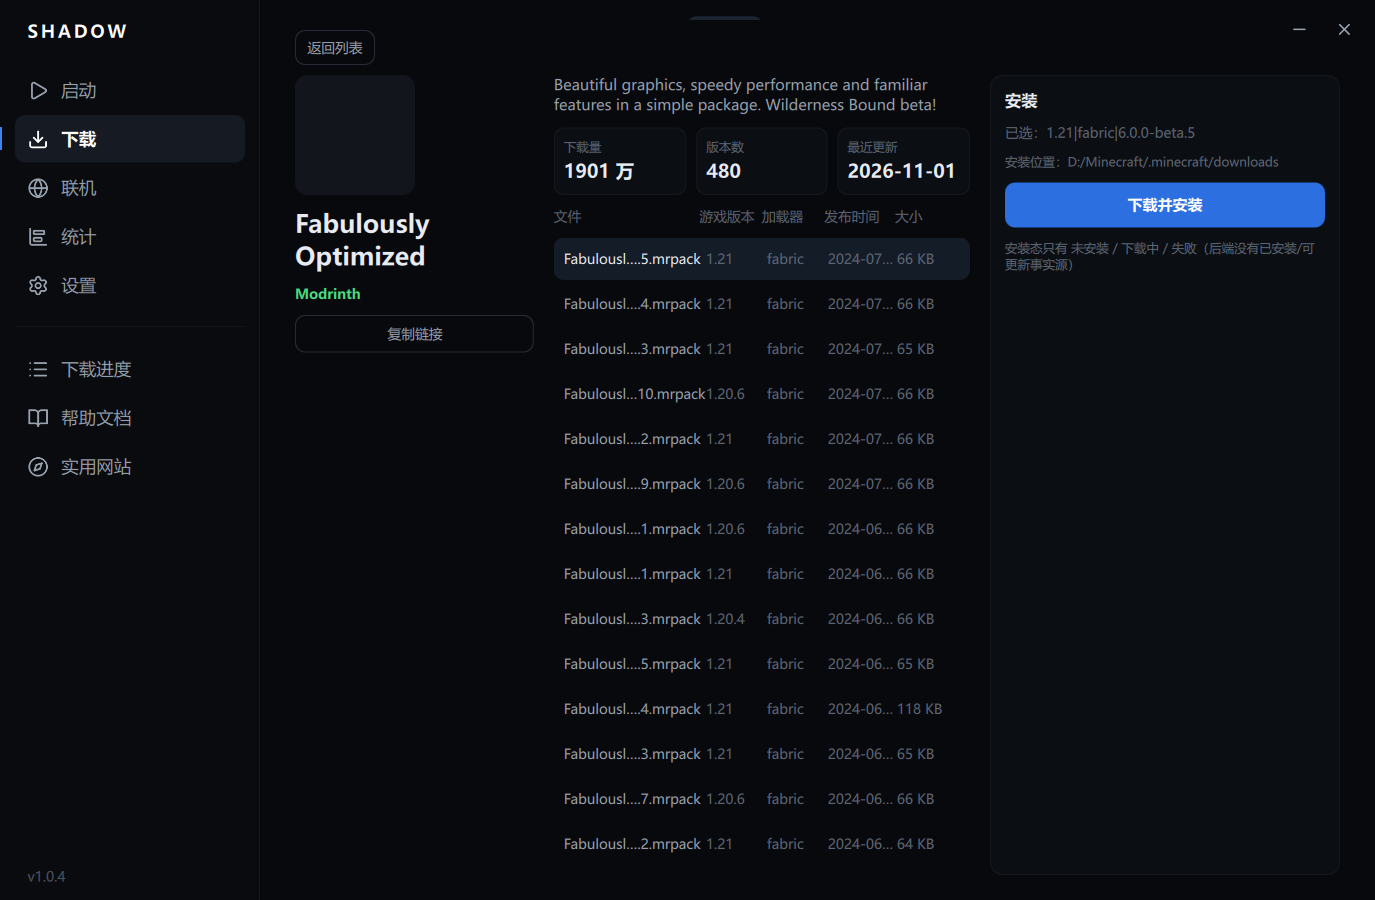 SHADOW
启动
下载
联机
统计
设置
下载进度
帮助文档
实用网站
v1.0.4
返回列表
Fabulously
Optimized
Modrinth
复制链接
Beautiful graphics, speedy performance and familiar
features in a simple package. Wilderness Bound beta!
下载量
1901 万
版本数
480
最近更新
2026-11-01
文件 游戏版本 加载器 发布时间 大小
Fabulousl....5.mrpack 1.21 fabric 2024-07... 66 KB
Fabulousl....4.mrpack 1.21 fabric 2024-07... 66 KB
Fabulousl....3.mrpack 1.21 fabric 2024-07... 65 KB
Fabulousl...10.mrpack 1.20.6 fabric 2024-07... 66 KB
Fabulousl....2.mrpack 1.21 fabric 2024-07... 66 KB
Fabulousl....9.mrpack 1.20.6 fabric 2024-07... 66 KB
Fabulousl....1.mrpack 1.20.6 fabric 2024-06... 66 KB
Fabulousl....1.mrpack 1.21 fabric 2024-06... 66 KB
Fabulousl....3.mrpack 1.20.4 fabric 2024-06... 66 KB
Fabulousl....5.mrpack 1.21 fabric 2024-06... 65 KB
Fabulousl....4.mrpack 1.21 fabric 2024-06... 118 KB
Fabulousl....3.mrpack 1.21 fabric 2024-06... 65 KB
Fabulousl....7.mrpack 1.20.6 fabric 2024-06... 66 KB
Fabulousl....2.mrpack 1.21 fabric 2024-06... 64 KB
安装
已选：1.21|fabric|6.0.0-beta.5
安装位置：D:/Minecraft/.minecraft/downloads
下载并安装
安装态只有 未安装 / 下载中 / 失败（后端没有已安装/可
更新事实源）